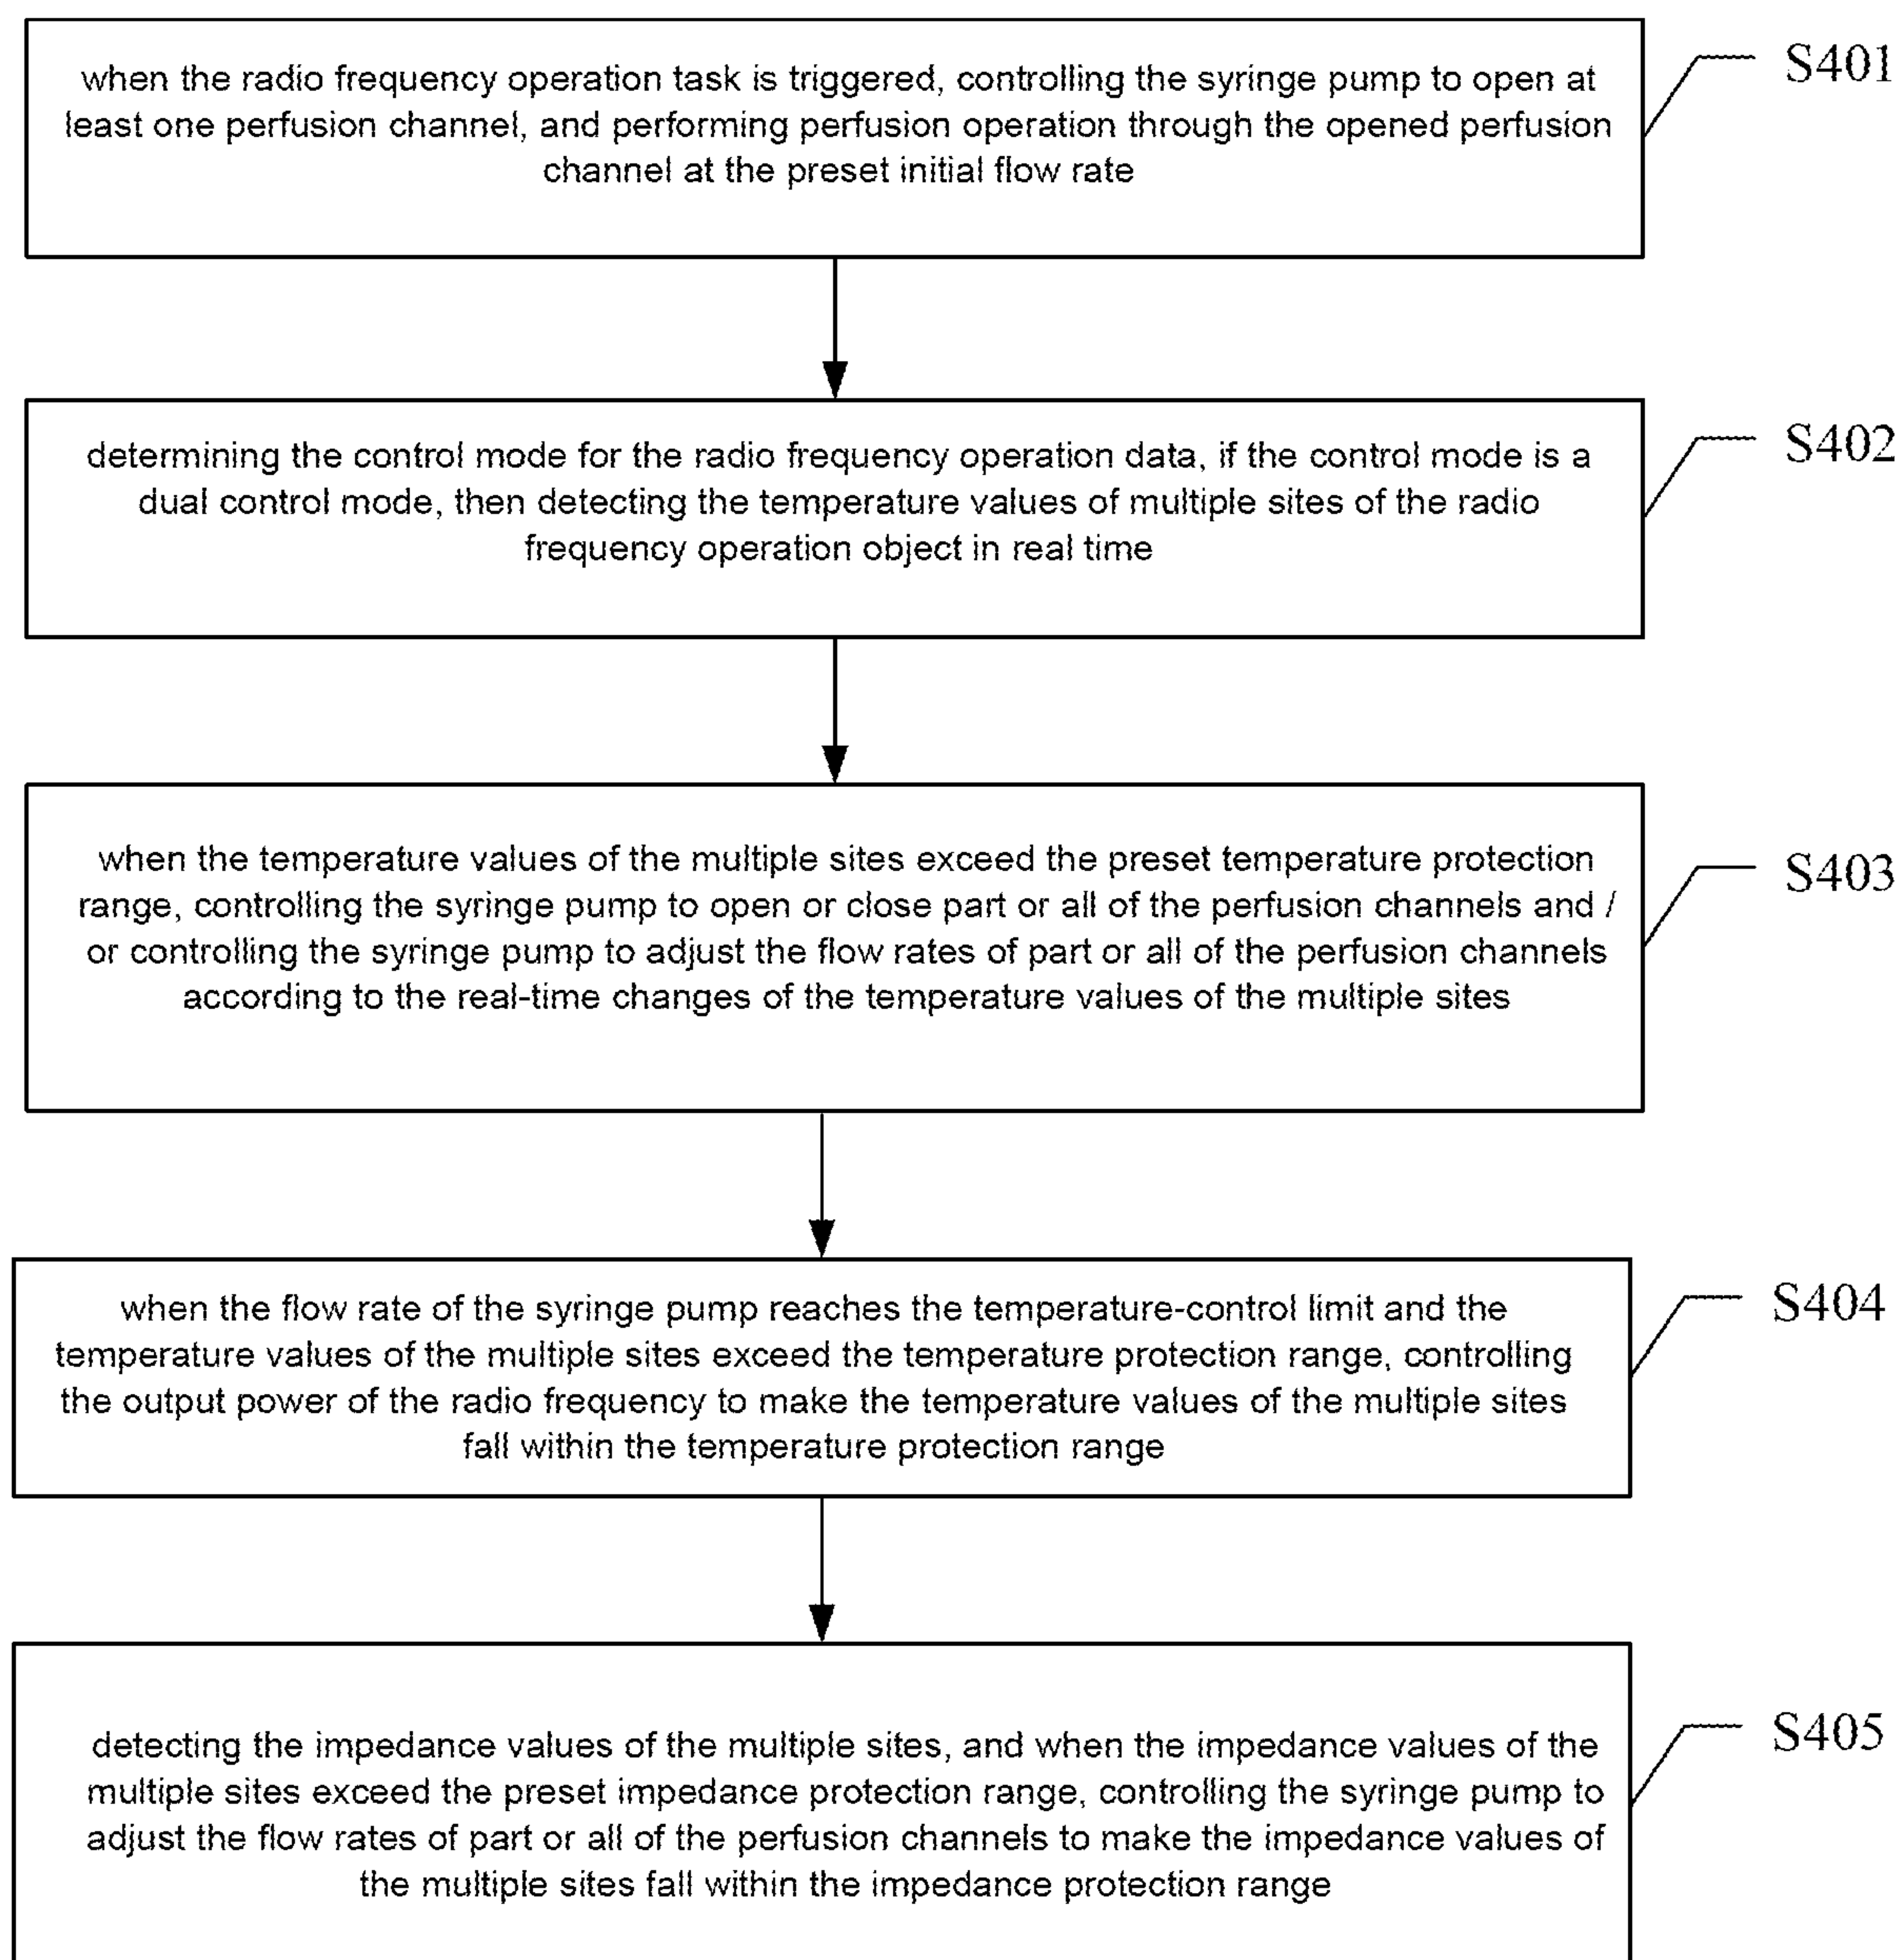 when the radio frequency operation task is triggered, controlling the syringe pump to open at
least one perfusion channel, and performing perfusion operation through the opened perfusion
channel at the preset initial flow rate
S401
determining the control mode for the radio frequency operation data, if the control mode is a
dual control mode, then detecting the temperature values of multiple sites of the radio
frequency operation object in real time
S402
when the temperature values of the multiple sites exceed the preset temperature protection
range, controlling the syringe pump to open or close part or all of the perfusion channels and /
or controlling the syringe pump to adjust the flow rates of part or all of the perfusion channels
according to the real-time changes of the temperature values of the multiple sites
S403
when the flow rate of the syringe pump reaches the temperature-control limit and the
temperature values of the multiple sites exceed the temperature protection range, controlling
the output power of the radio frequency to make the temperature values of the multiple sites
fall within the temperature protection range
S404
detecting the impedance values of the multiple sites, and when the impedance values of the
multiple sites exceed the preset impedance protection range, controlling the syringe pump to
adjust the flow rates of part or all of the perfusion channels to make the impedance values of
the multiple sites fall within the impedance protection range
S405